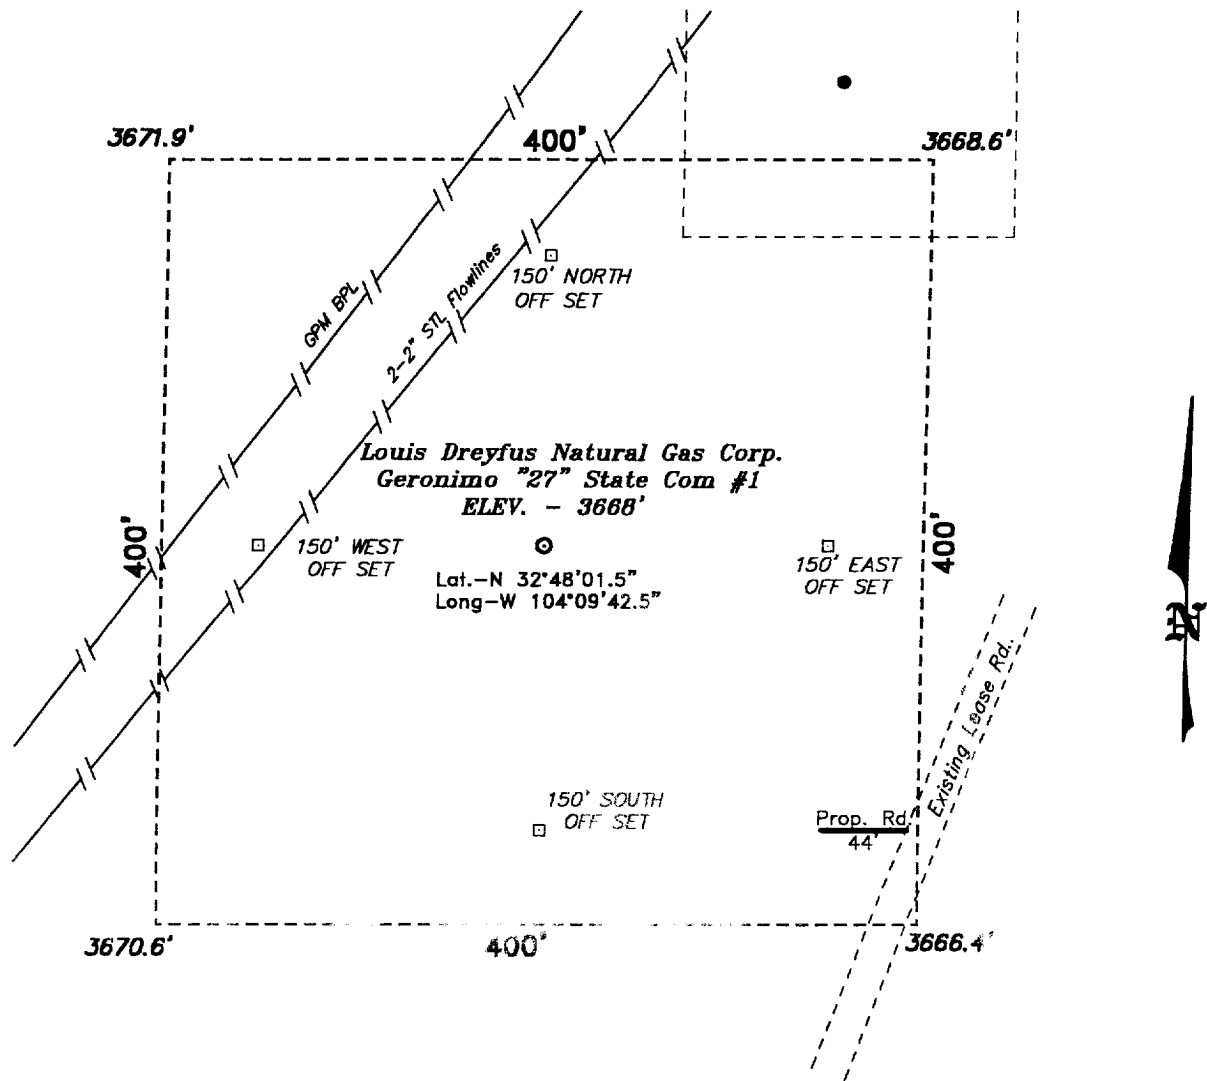 3671.9'
400'
3668.6'
150' NORTH
OFF SET
GPM BPL
2-2" STL Flowlines
Louis Dreyfus Natural Gas Corp.
Geronimo "27" State Com #1
ELEV. - 3668'
400'
150' WEST
OFF SET
150' EAST
OFF SET
400'
Lat.-N 32°48'01.5"
Long-W 104°09'42.5"
N
Existing Lease Rd.
150' SOUTH
OFF SET
Prop. Rd.
44'
3670.6'
400'
3666.4'